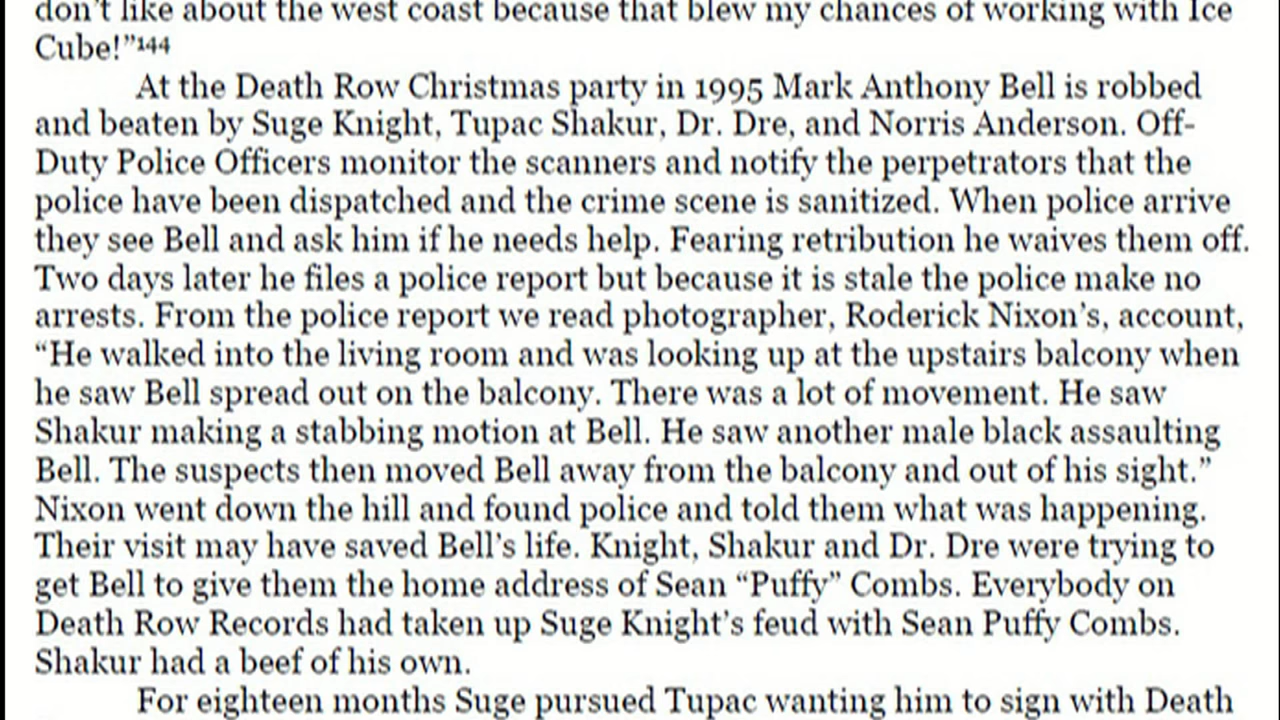 don't like about the west coast because that blew my chances of working with Ice
Cube!”¹⁴⁴
At the Death Row Christmas party in 1995 Mark Anthony Bell is robbed
and beaten by Suge Knight, Tupac Shakur, Dr. Dre, and Norris Anderson. Off-
Duty Police Officers monitor the scanners and notify the perpetrators that the
police have been dispatched and the crime scene is sanitized. When police arrive
they see Bell and ask him if he needs help. Fearing retribution he waives them off.
Two days later he files a police report but because it is stale the police make no
arrests. From the police report we read photographer, Roderick Nixon’s, account,
“He walked into the living room and was looking up at the upstairs balcony when
he saw Bell spread out on the balcony. There was a lot of movement. He saw
Shakur making a stabbing motion at Bell. He saw another male black assaulting
Bell. The suspects then moved Bell away from the balcony and out of his sight.”
Nixon went down the hill and found police and told them what was happening.
Their visit may have saved Bell’s life. Knight, Shakur and Dr. Dre were trying to
get Bell to give them the home address of Sean “Puffy” Combs. Everybody on
Death Row Records had taken up Suge Knight’s feud with Sean Puffy Combs.
Shakur had a beef of his own.
For eighteen months Suge pursued Tupac wanting him to sign with Death